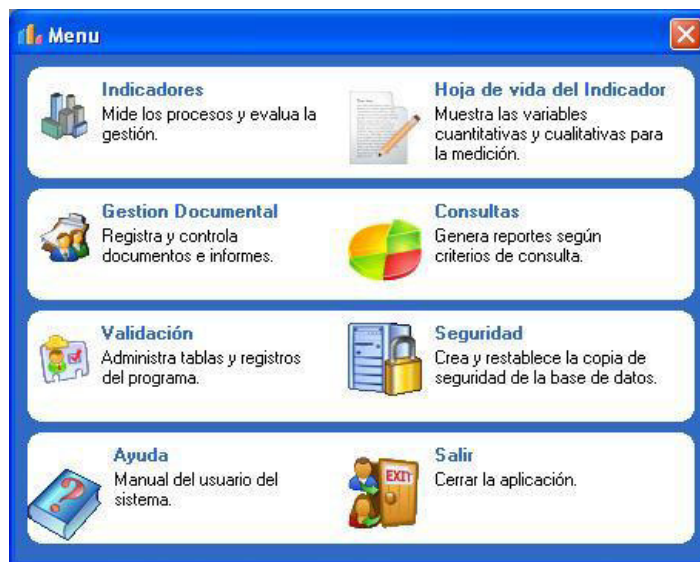 Menu
Indicadores
Mide los procesos y evalua la
gestión.
Hoja de vida del Indicador
Muestra las variables
cuantitativas y cualitativas para
la medición.
Gestion Documental
Registra y controla
documentos e informes.
Consultas
Genera reportes según
criterios de consulta.
Validación
Administra tablas y registros
del programa.
Seguridad
Crea y restablece la copia de
seguridad de la base de datos.
Ayuda
Manual del usuario del
sistema.
EXIT
Salir
Cerrar la aplicación.